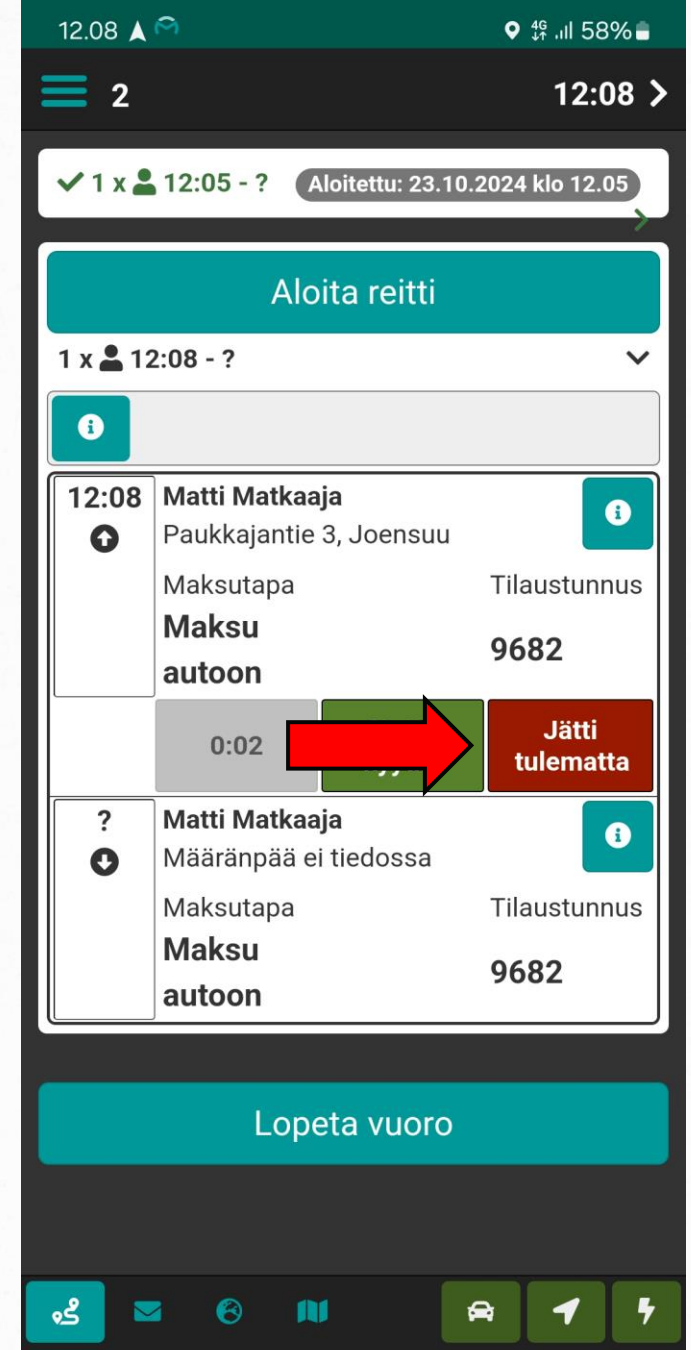 12.08 4G 58%
2 12:08
1 x 12:05 - ? Aloitettu: 23.10.2024 klo 12.05
Aloita reitti
1 x 12:08 - ?
12:08 Matti Matkaaja
Paukkajantie 3, Joensuu
Maksutapa Tilaustunnus
Maksu
autoon
9682
0:02
Jätti
tulematta
? Matti Matkaaja
Määränpää ei tiedossa
Maksutapa Tilaustunnus
Maksu
autoon
9682
Lopeta vuoro